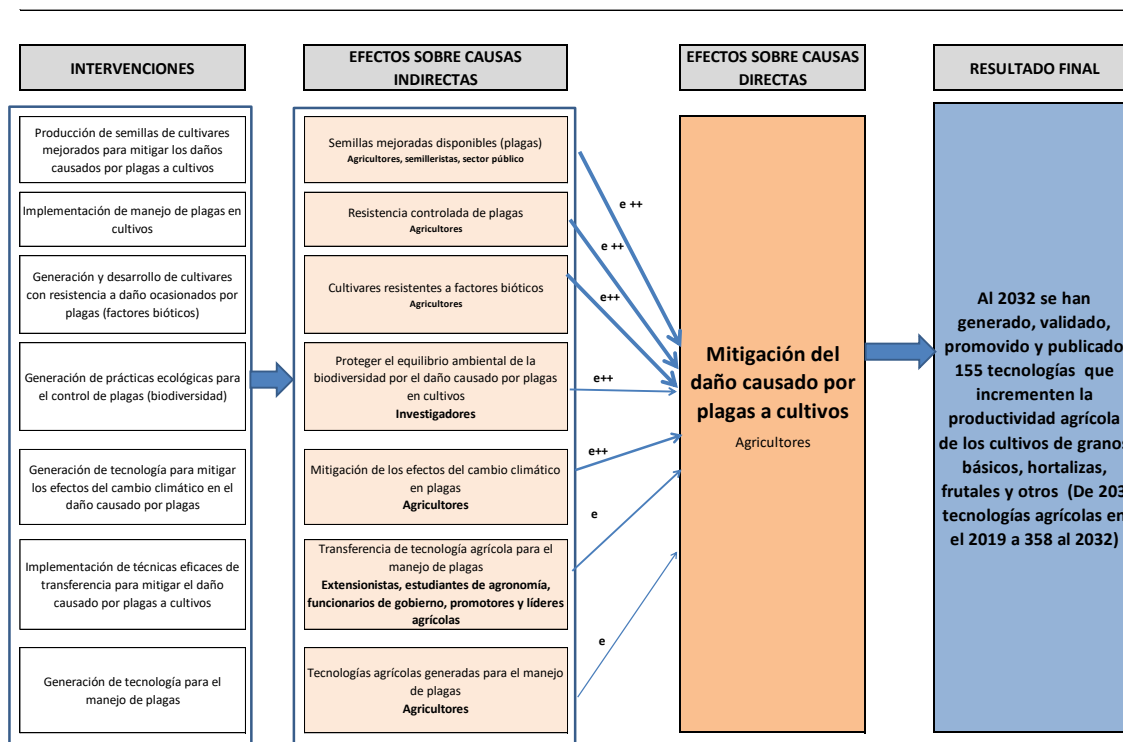 INTERVENCIONES
EFECTOS SOBRE CAUSAS
INDIRECTAS
EFECTOS SOBRE CAUSAS
DIRECTAS
RESULTADO FINAL
Producción de semillas de cultivares
mejorados para mitigar los daños
causados por plagas a cultivos
Implementación de manejo de plagas en
cultivos
Generación y desarrollo de cultivares
con resistencia a daño ocasionados por
plagas (factores bióticos)
Generación de prácticas ecológicas para
el control de plagas (biodiversidad)
Generación de tecnología para mitigar
los efectos del cambio climático en el
daño causado por plagas
Implementación de técnicas eficaces de
transferencia para mitigar el daño
causado por plagas a cultivos
Generación de tecnología para el
manejo de plagas
Semillas mejoradas disponibles (plagas)
Agricultores, semilleristas, sector público
Resistencia controlada de plagas
Agricultores
Cultivares resistentes a factores bióticos
Agricultores
Proteger el equilibrio ambiental de la
biodiversidad por el daño causado por plagas
en cultivos
Investigadores
Mitigación de los efectos del cambio climático
en plagas
Agricultores
Transferencia de tecnología agrícola para el
manejo de plagas
Extensionistas, estudiantes de agronomía,
funcionarios de gobierno, promotores y líderes
agrícolas
Tecnologías agrícolas generadas para el manejo
de plagas
Agricultores
e ++
e ++
e++
e++
e++
e
e
Mitigación del
daño causado por
plagas a cultivos
Agricultores
Al 2032 se han
generado, validado,
promovido y publicado
155 tecnologías que
incrementen la
productividad agrícola
de los cultivos de granos
básicos, hortalizas,
frutales y otros (De 203
tecnologías agrícolas en
el 2019 a 358 al 2032)